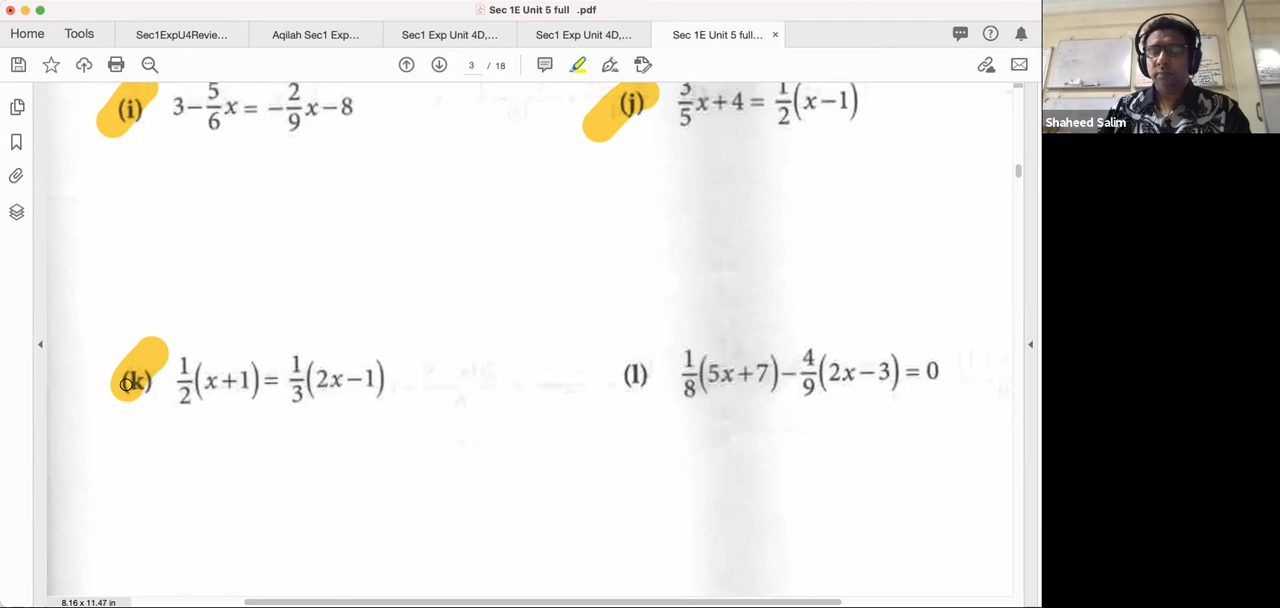 Sec 1E Unit 5 full .pdf
Home Tools Sec1ExpU4Revie... Aqilah Sec1 Exp... Sec1 Exp Unit 4D,... Sec1 Exp Unit 4D,... Sec 1E Unit 5 full... ×
3 / 18
Shaheed Salim
(i) 3 − 5/6 x = − 2/9 x − 8
(j) 3/5 x + 4 = 1/2 (x − 1)
(k) 1/2 (x + 1) = 1/3 (2x − 1)
(l) 1/8 (5x + 7) − 4/9 (2x − 3) = 0
8.16 x 11.47 in